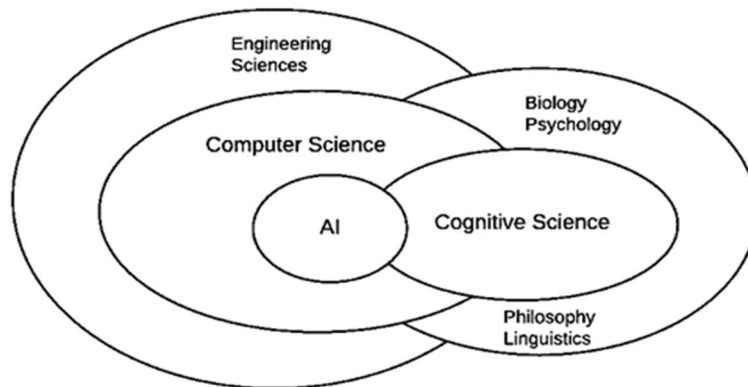 Engineering
Sciences
Biology
Psychology
Computer Science
AI
Cognitive Science
Philosophy
Linguistics